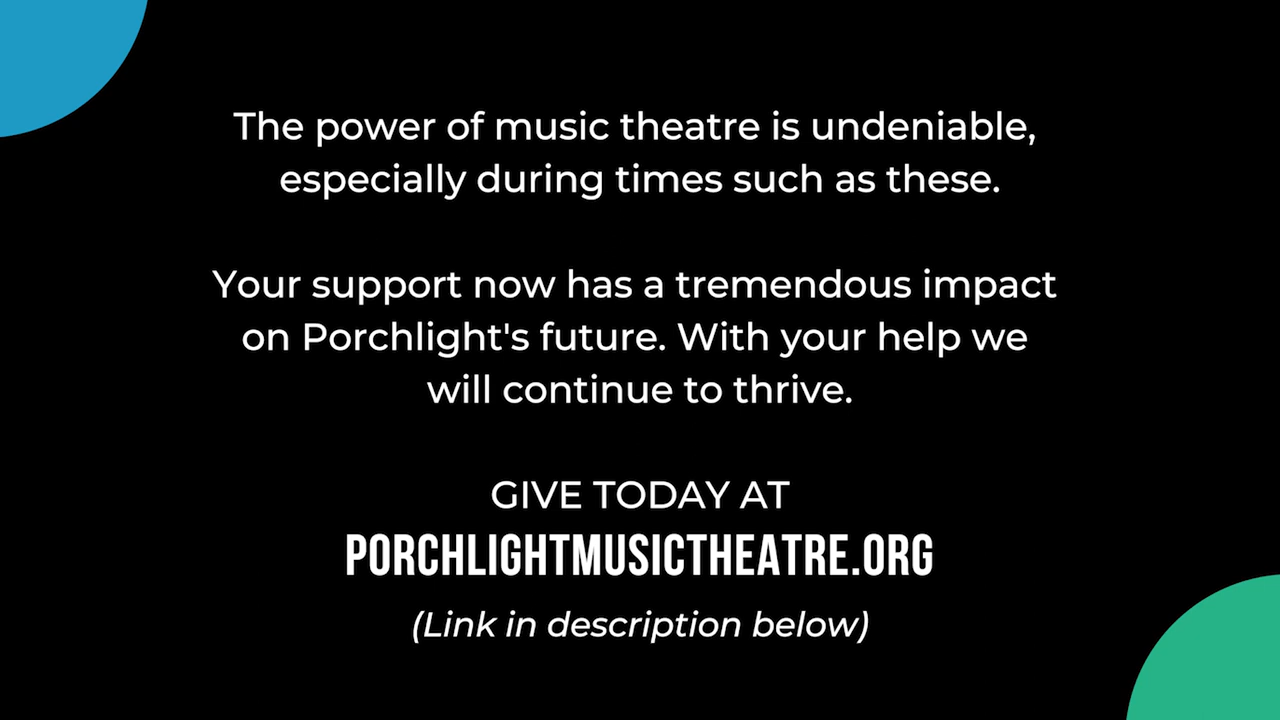 The power of music theatre is undeniable,
especially during times such as these.
Your support now has a tremendous impact
on Porchlight's future. With your help we
will continue to thrive.
GIVE TODAY AT
PORCHLIGHTMUSICTHEATRE.ORG
(Link in description below)